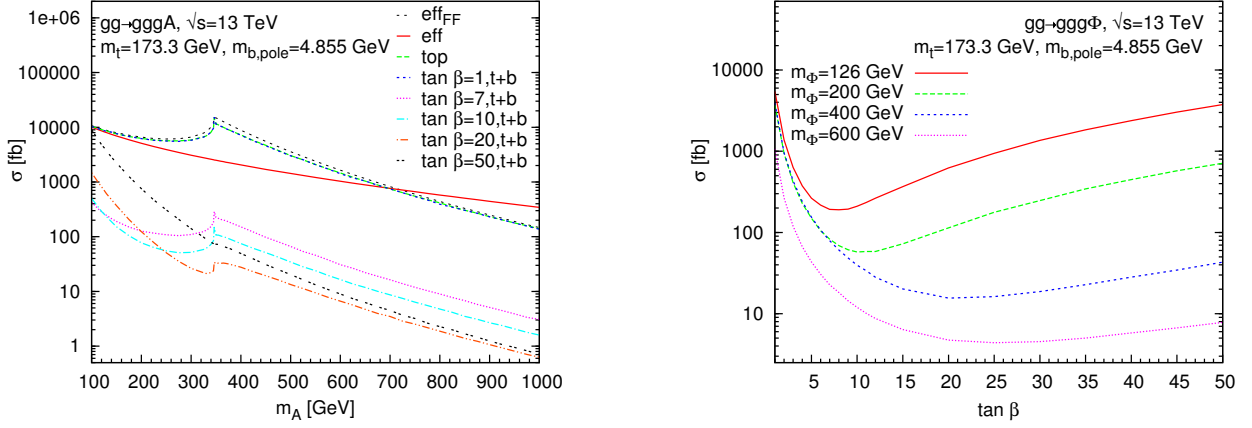 gg→gggA, √s=13 TeV
m_t=173.3 GeV, m_b,pole=4.855 GeV
eff_FF
eff
top
tan β=1,t+b
tan β=7,t+b
tan β=10,t+b
tan β=20,t+b
tan β=50,t+b
1e+06
100000
10000
1000
100
10
1
σ [fb]
100 200 300 400 500 600 700 800 900 1000
m_A [GeV]
gg→gggΦ, √s=13 TeV
m_t=173.3 GeV, m_b,pole=4.855 GeV
m_Φ=126 GeV
m_Φ=200 GeV
m_Φ=400 GeV
m_Φ=600 GeV
10000
1000
100
10
σ [fb]
5 10 15 20 25 30 35 40 45 50
tan β